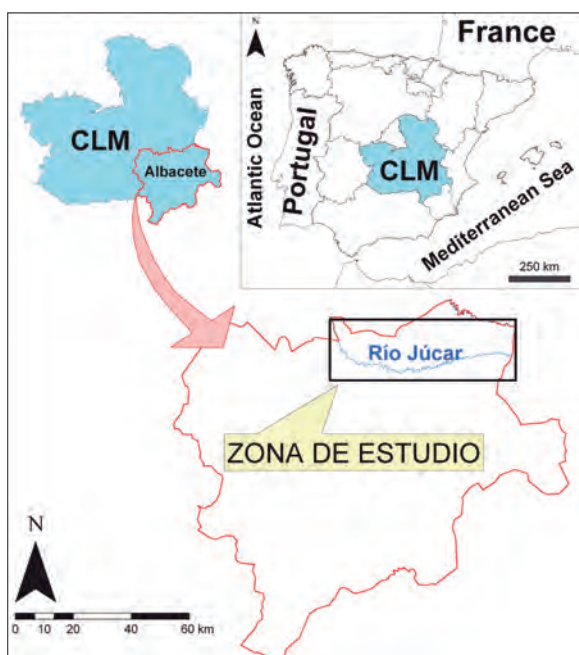 CLM
Albacete
N
France
Atlantic Ocean
Portugal
CLM
Mediterranean Sea
250 km
Río Júcar
ZONA DE ESTUDIO
N
0 10 20 40 60 km